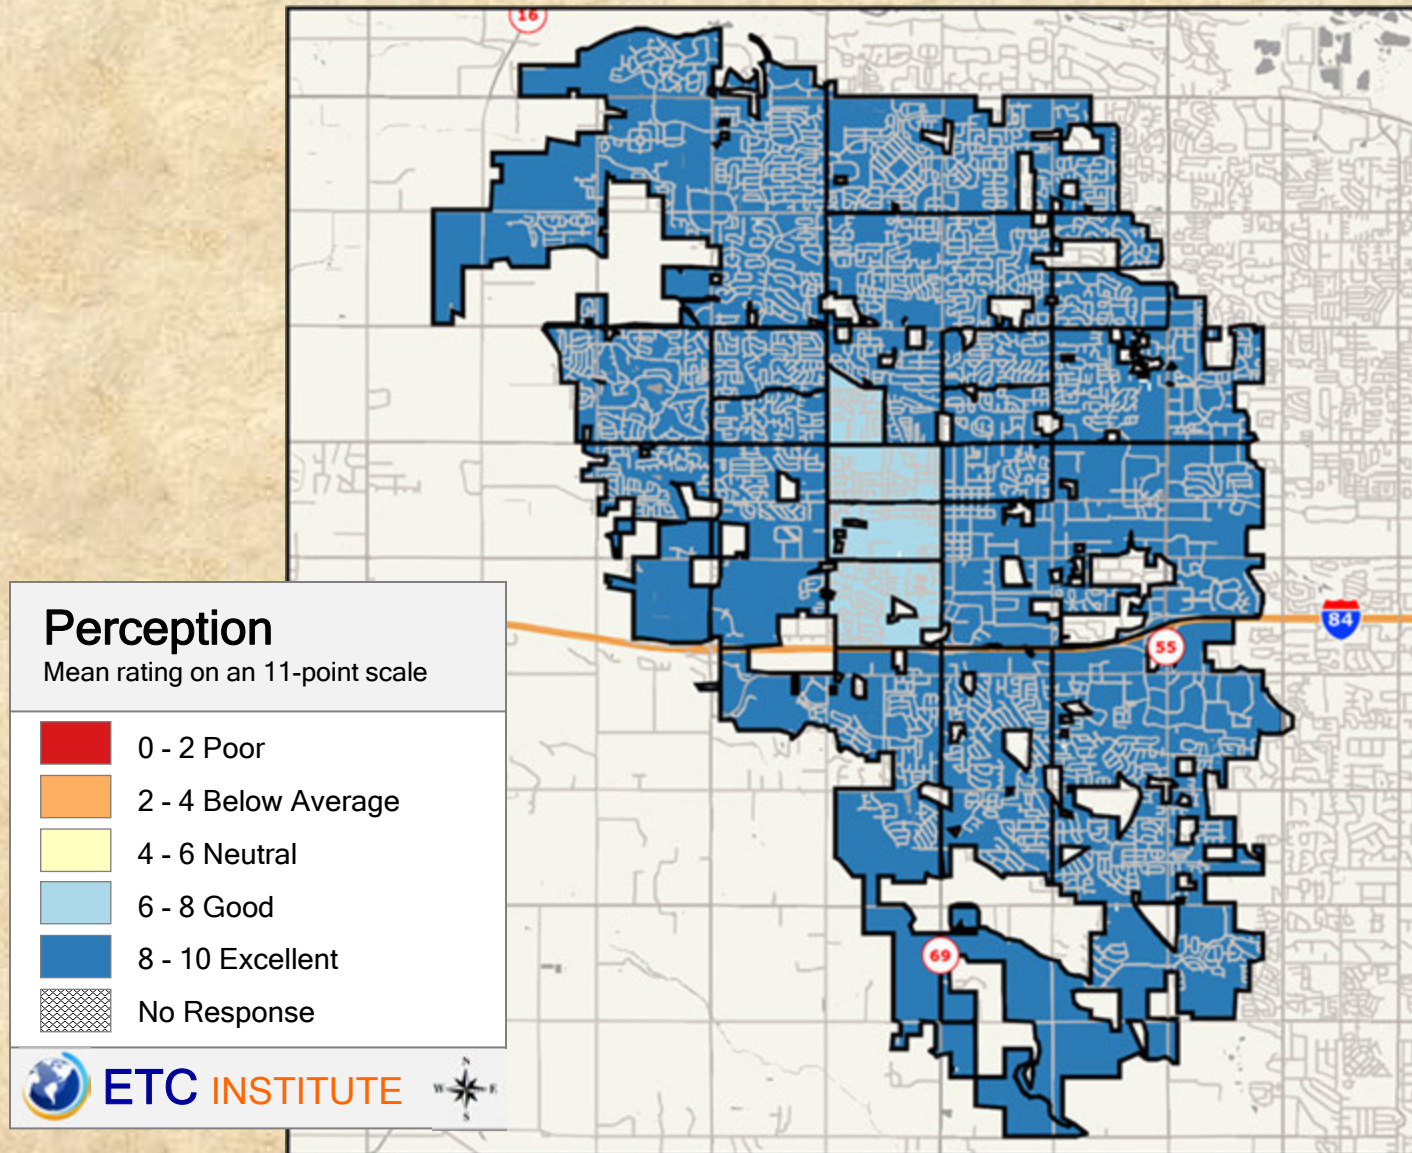 16
84
55
Perception
Mean rating on an 11-point scale
0 - 2 Poor
2 - 4 Below Average
4 - 6 Neutral
6 - 8 Good
8 - 10 Excellent
No Response
69
ETC INSTITUTE
N
W E
S